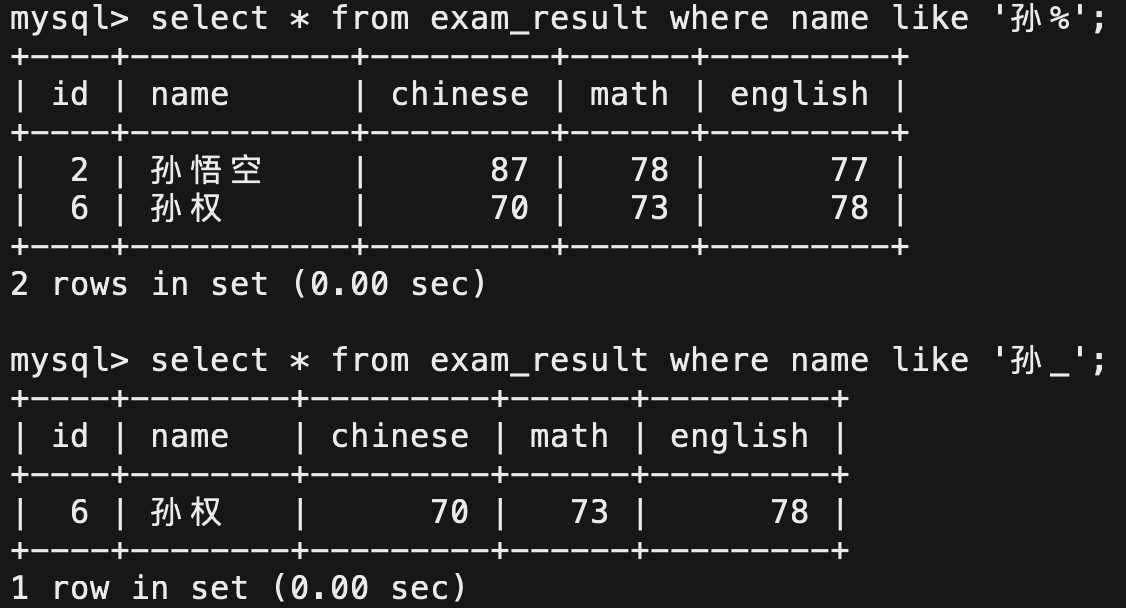 mysql> select * from exam_result where name like '孙%';
+----+-----------+---------+------+---------+
| id | name      | chinese | math | english |
+----+-----------+---------+------+---------+
|  2 | 孙悟空    |      87 |   78 |      77 |
|  6 | 孙权      |      70 |   73 |      78 |
+----+-----------+---------+------+---------+
2 rows in set (0.00 sec)

mysql> select * from exam_result where name like '孙_';
+----+--------+---------+------+---------+
| id | name   | chinese | math | english |
+----+--------+---------+------+---------+
|  6 | 孙权   |      70 |   73 |      78 |
+----+--------+---------+------+---------+
1 row in set (0.00 sec)